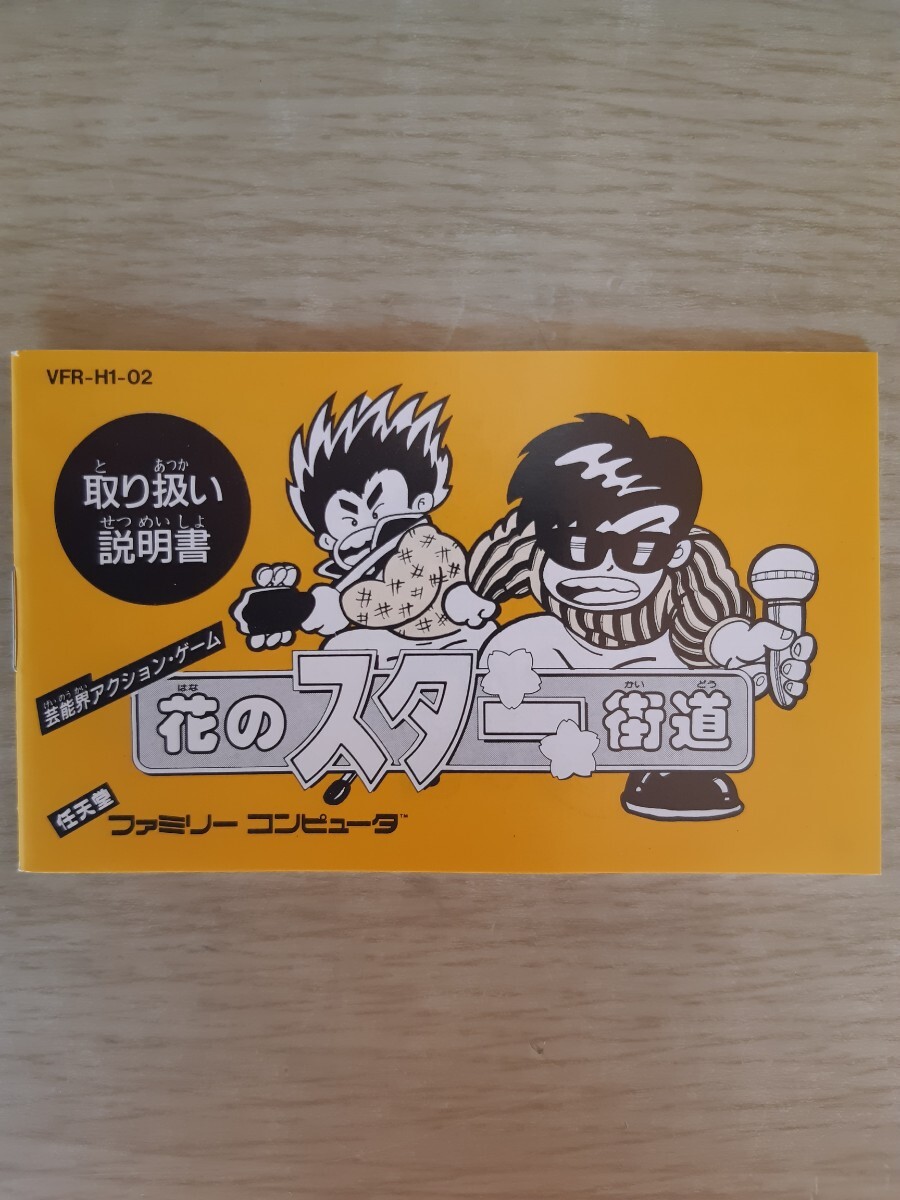 VFR-H1-02
と あつか
取り扱い
せつ めい しょ
説明書
げい のう かい
芸能界アクション・ゲーム
はな かい どう
花のスター街道
任天堂
ファミリー コンピュータ™